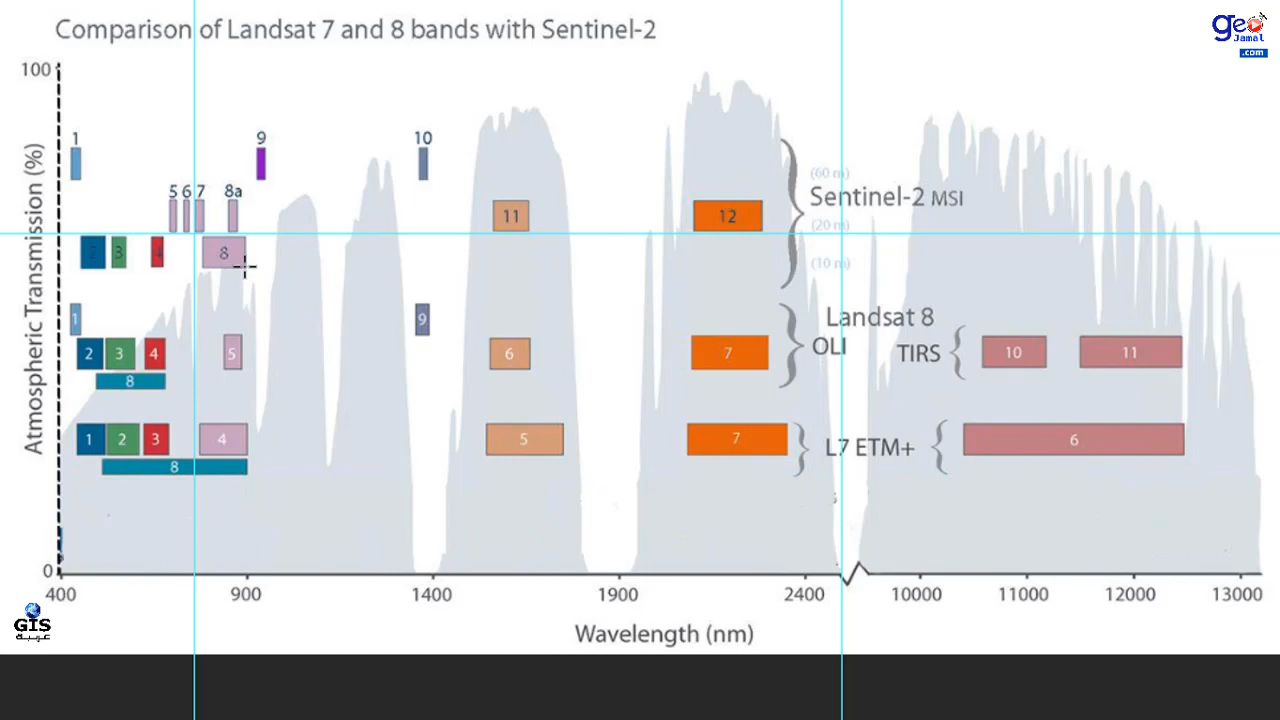 Comparison of Landsat 7 and 8 bands with Sentinel-2
geo
Jamal
.com
100
Atmospheric Transmission (%)
1
9
10
(60 m)
5 6 7 8a
11
12
Sentinel-2 MSI
(20 m)
2 3 4 8
(10 m)
1
9
Landsat 8
2 3 4 5 6 7
OLI
TIRS
10
11
8
1 2 3 4 5 7
L7 ETM+
6
8
0
400 900 1400 1900 2400 10000 11000 12000 13000
Wavelength (nm)
GIS
عربية